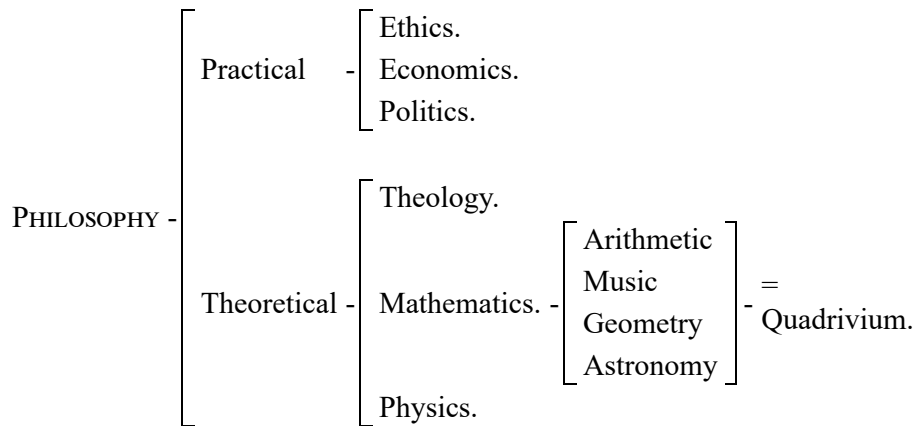 Ethics.
Practical - Economics.
Politics.
PHILOSOPHY -
Theology.
Arithmetic
Music
Theoretical - Mathematics. - Geometry - = Quadrivium.
Astronomy
Physics.